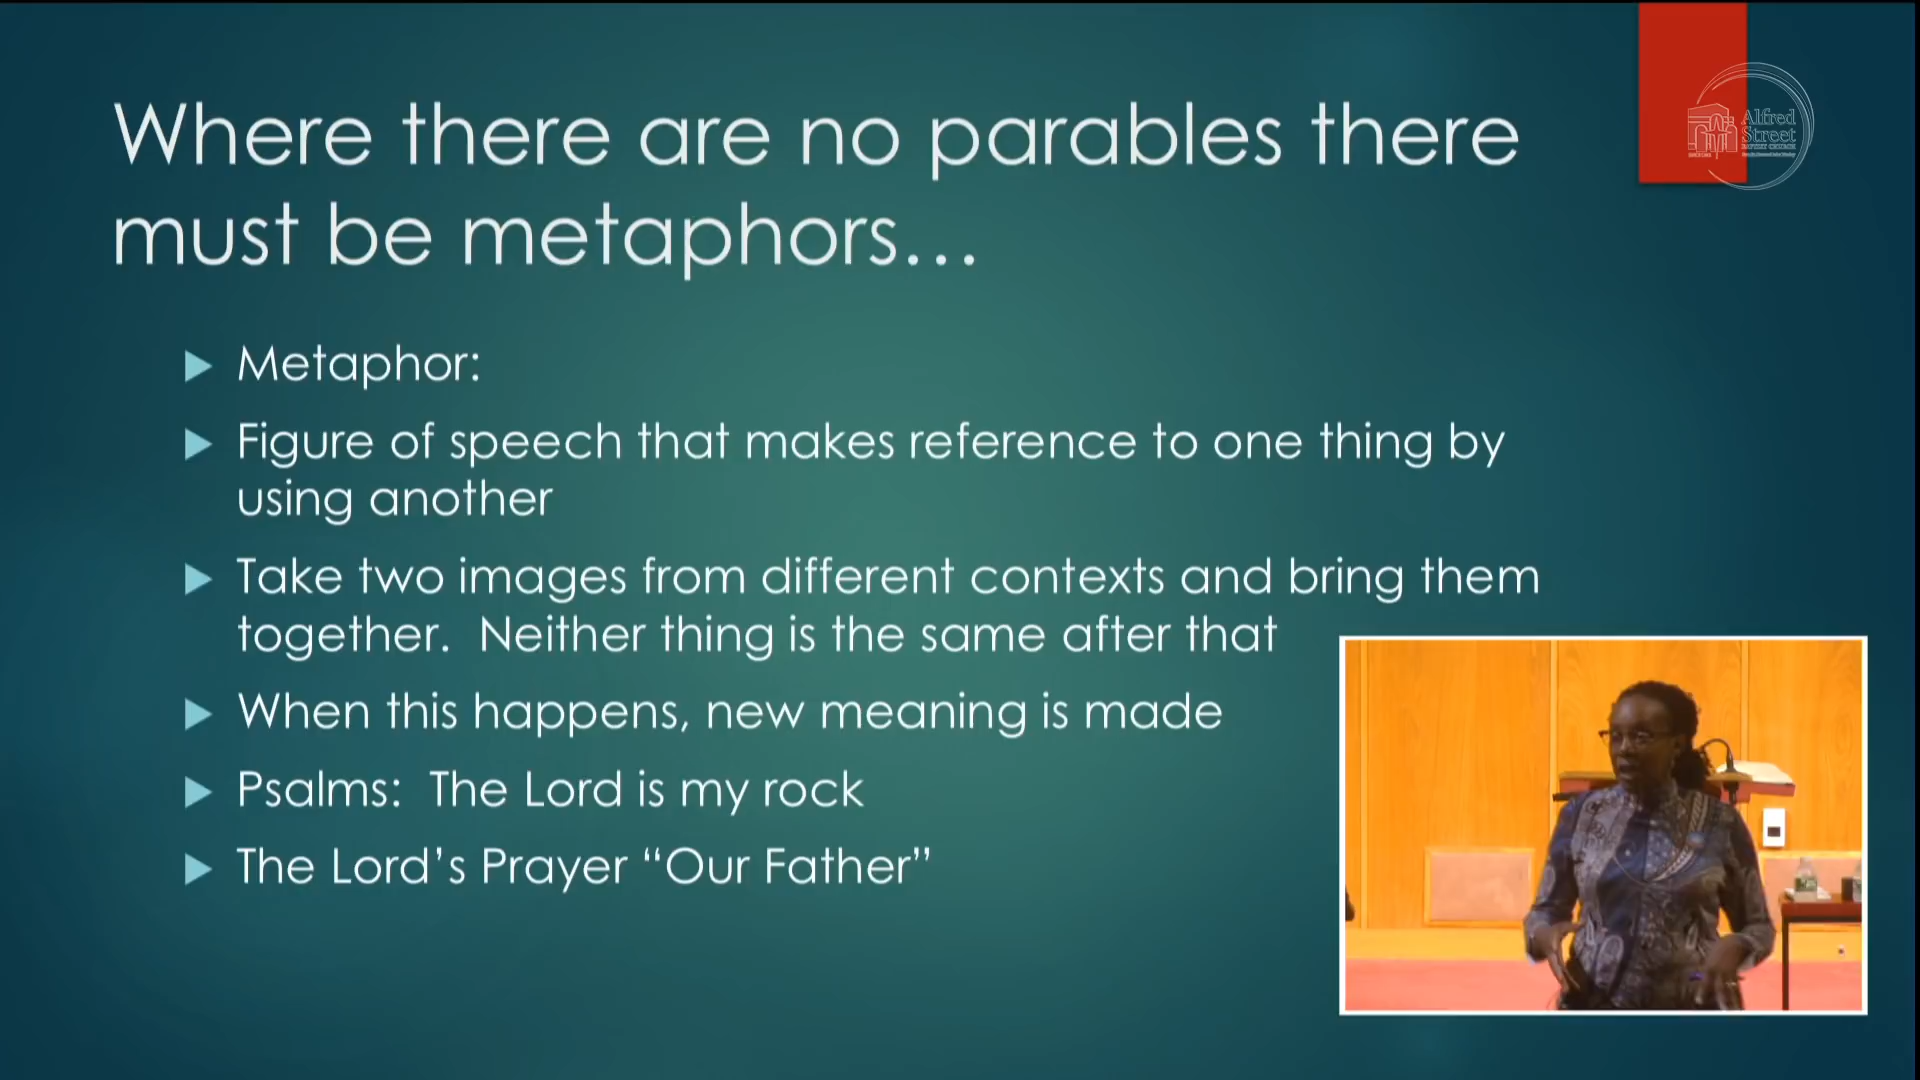 Where there are no parables there
must be metaphors...
Metaphor:
Figure of speech that makes reference to one thing by
using another
Take two images from different contexts and bring them
together.  Neither thing is the same after that
When this happens, new meaning is made
Psalms:  The Lord is my rock
The Lord’s Prayer “Our Father”
Alfred
Street
BAPTIST CHURCH